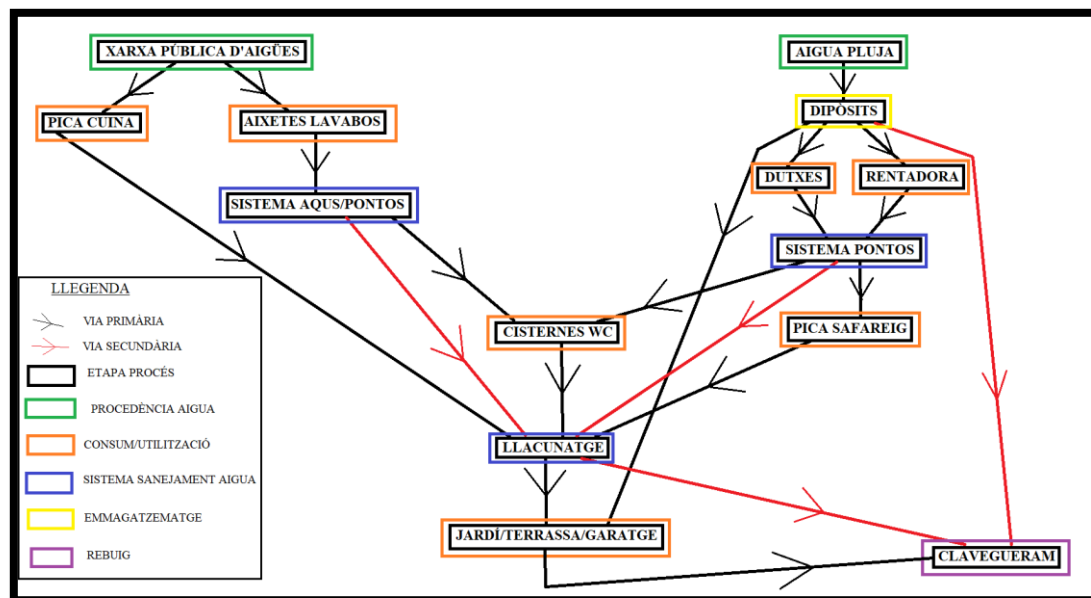 XARXA PÚBLICA D'AIGÜES
AIGUA PLUJA
PICA CUINA
AIXETES LAVABOS
DIPÒSITS
DUTXES
RENTADORA
SISTEMA AQUS/PONTOS
SISTEMA PONTOS
CISTERNES WC
PICA SAFAREIG
LLACUNATGE
JARDÍ/TERRASSA/GARATGE
CLAVEGUERAM
LLEGENDA
VIA PRIMÀRIA
VIA SECUNDÀRIA
ETAPA PROCÉS
PROCEDÈNCIA AIGUA
CONSUM/UTILITZACIÓ
SISTEMA SANEJAMENT AIGUA
EMMAGATZEMATGE
REBUIG